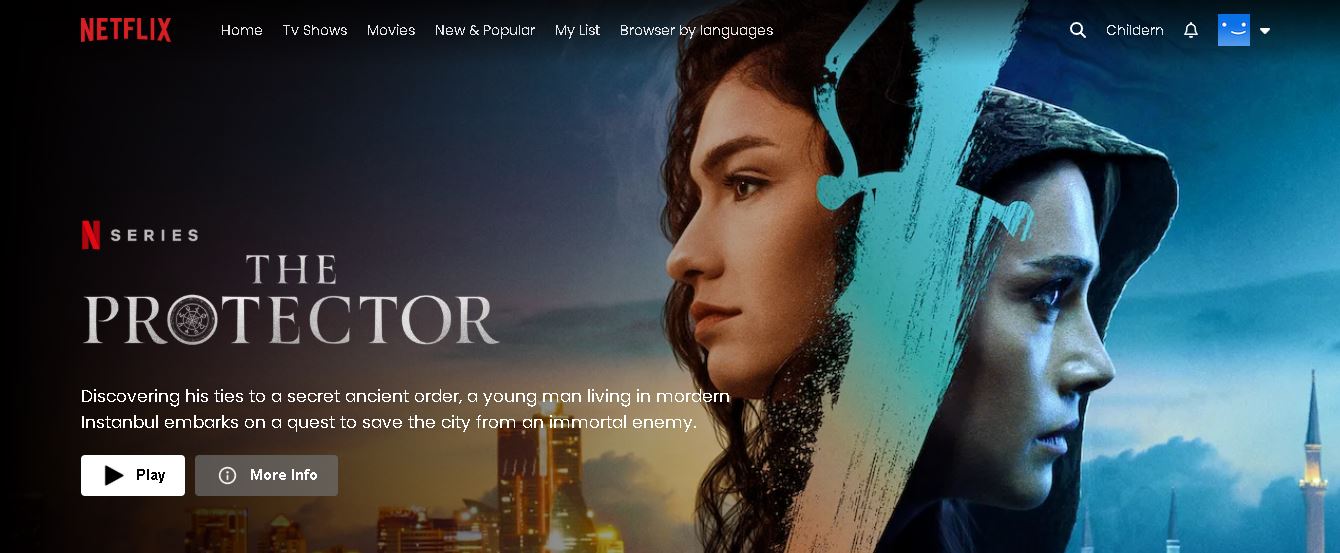 NETFLIX Home Tv Shows Movies New & Popular My List Browser by languages Childern
N SERIES
THE
PROTECTOR
Discovering his ties to a secret ancient order, a young man living in mordern
Instanbul embarks on a quest to save the city from an immortal enemy.
Play More Info